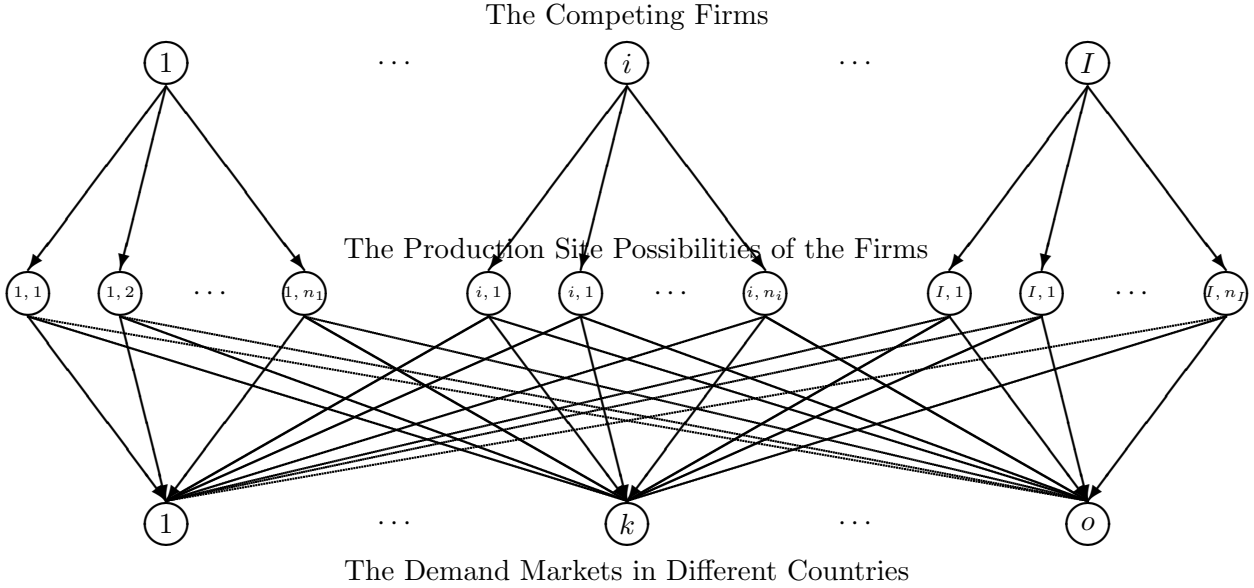 The Competing Firms
1 ··· i ··· I
The Production Site Possibilities of the Firms
1, 1 1, 2 ··· 1, n₁ i, 1 i, 1 ··· i, nᵢ I, 1 I, 1 ··· I, n_I
1 ··· k ··· o
The Demand Markets in Different Countries